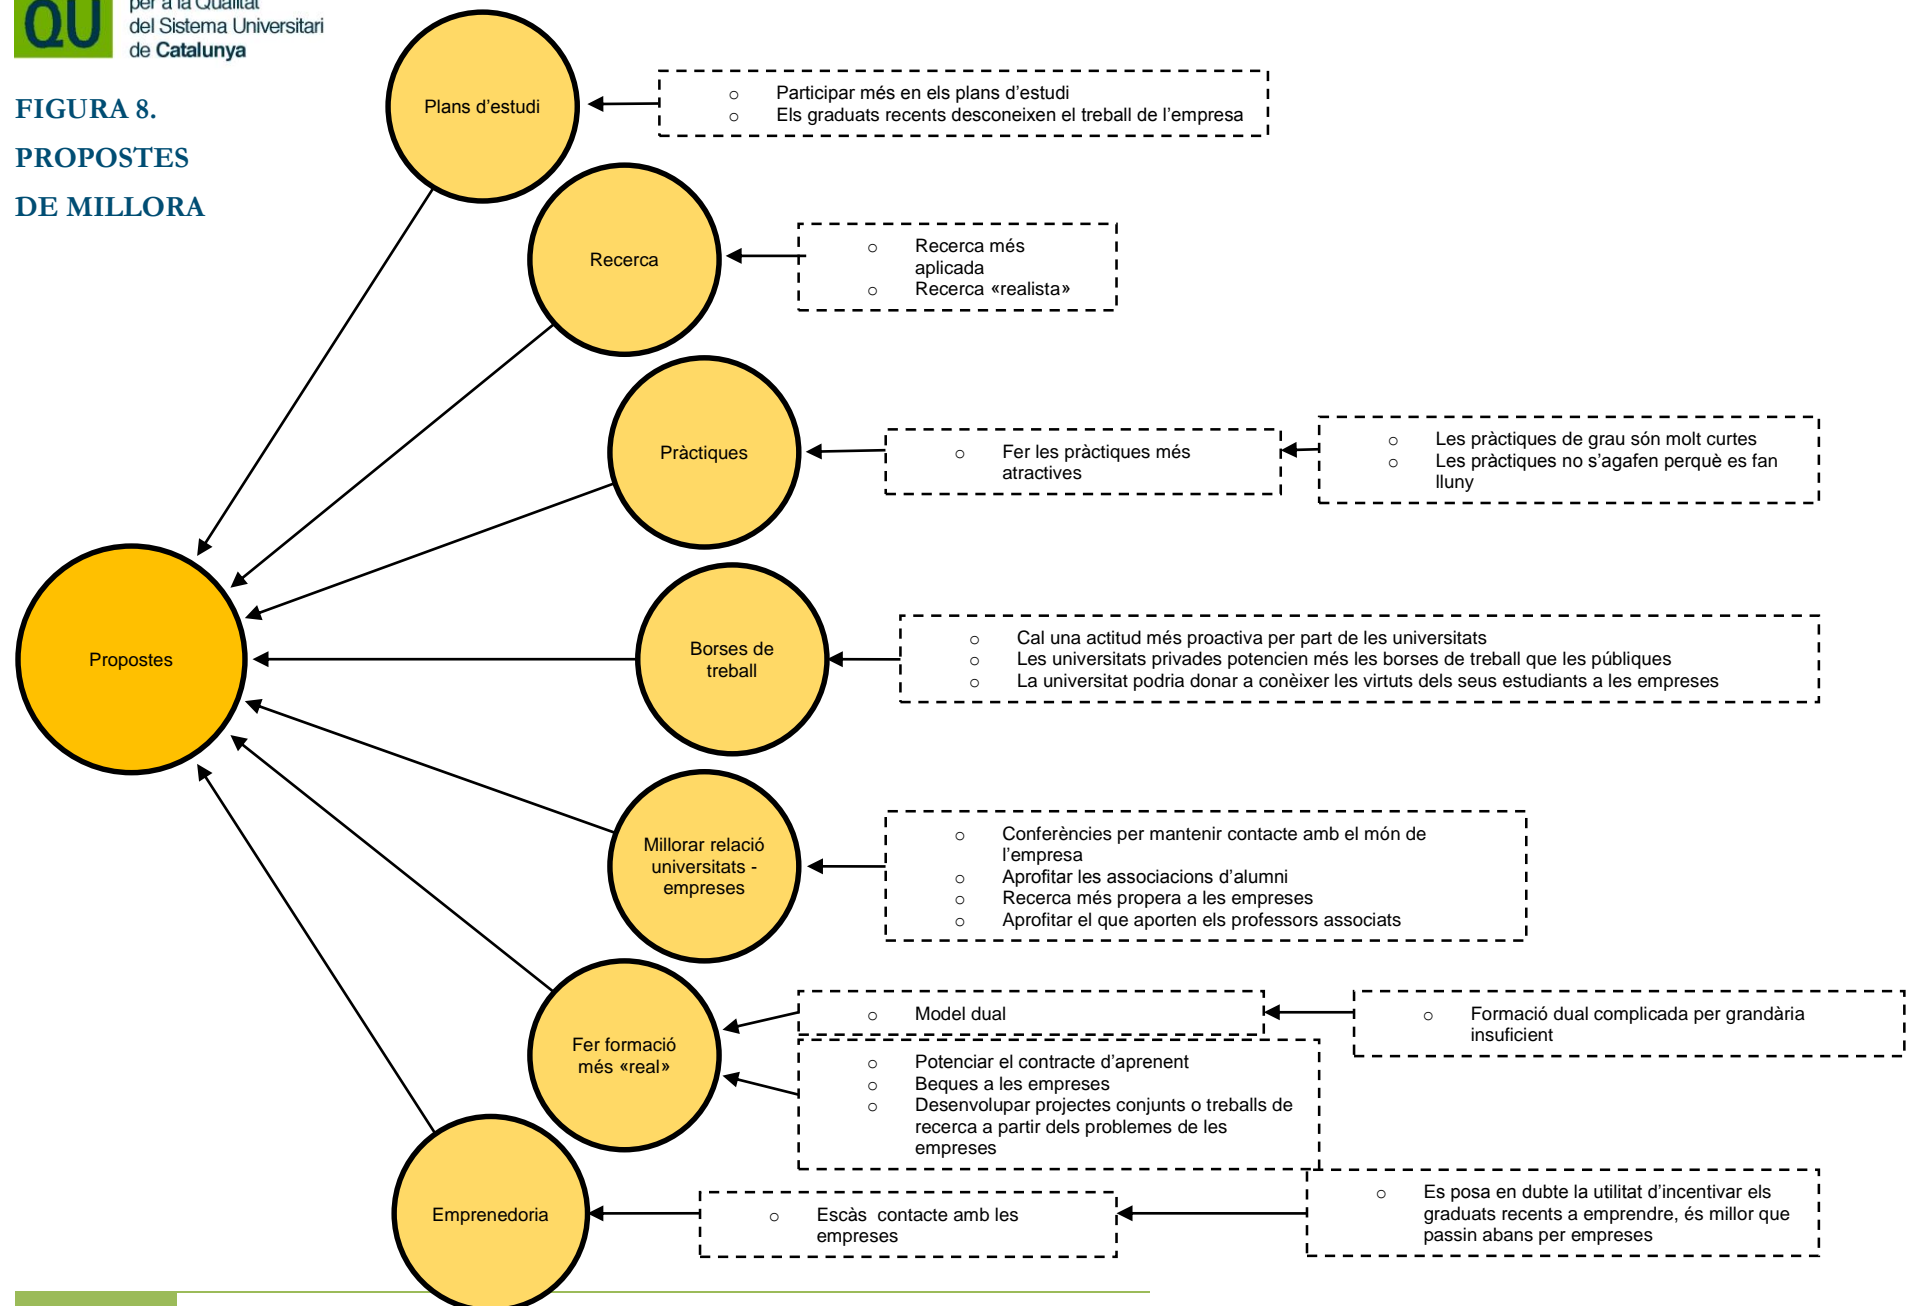 QU
per a la Qualitat
del Sistema Universitari
de Catalunya
FIGURA 8.
PROPOSTES
DE MILLORA
Plans d’estudi
○ Participar més en els plans d’estudi
○ Els graduats recents desconeixen el treball de l’empresa
Recerca
○ Recerca més
aplicada
○ Recerca «realista»
Pràctiques
○ Fer les pràctiques més
atractives
○ Les pràctiques de grau són molt curtes
○ Les pràctiques no s’agafen perquè es fan
lluny
Propostes
Borses de
treball
○ Cal una actitud més proactiva per part de les universitats
○ Les universitats privades potencien més les borses de treball que les públiques
○ La universitat podria donar a conèixer les virtuts dels seus estudiants a les empreses
Millorar relació
universitats -
empreses
○ Conferències per mantenir contacte amb el món de
l’empresa
○ Aprofitar les associacions d’alumni
○ Recerca més propera a les empreses
○ Aprofitar el que aporten els professors associats
Fer formació
més «real»
○ Model dual
○ Formació dual complicada per grandària
insuficient
○ Potenciar el contracte d’aprenent
○ Beques a les empreses
○ Desenvolupar projectes conjunts o treballs de
recerca a partir dels problemes de les
empreses
Emprenedoria
○ Escàs  contacte amb les
empreses
○ Es posa en dubte la utilitat d’incentivar els
graduats recents a emprendre, és millor que
passin abans per empreses